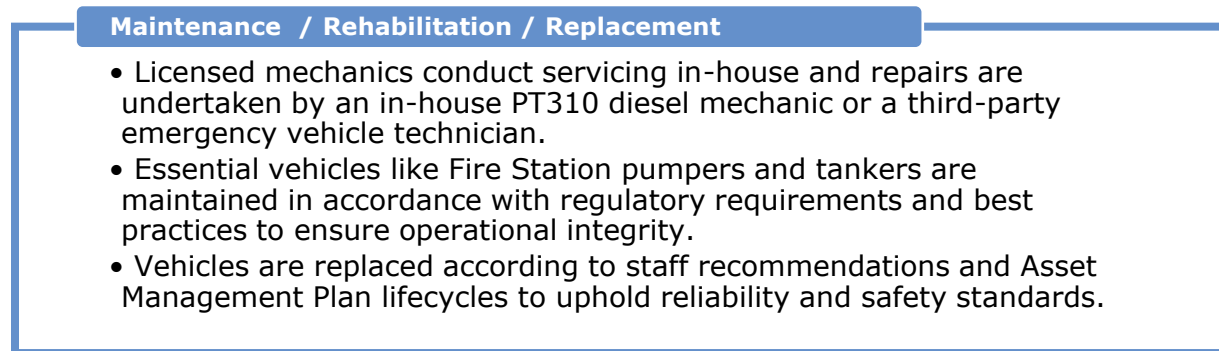 Maintenance / Rehabilitation / Replacement
• Licensed mechanics conduct servicing in-house and repairs are
undertaken by an in-house PT310 diesel mechanic or a third-party
emergency vehicle technician.
• Essential vehicles like Fire Station pumpers and tankers are
maintained in accordance with regulatory requirements and best
practices to ensure operational integrity.
• Vehicles are replaced according to staff recommendations and Asset
Management Plan lifecycles to uphold reliability and safety standards.